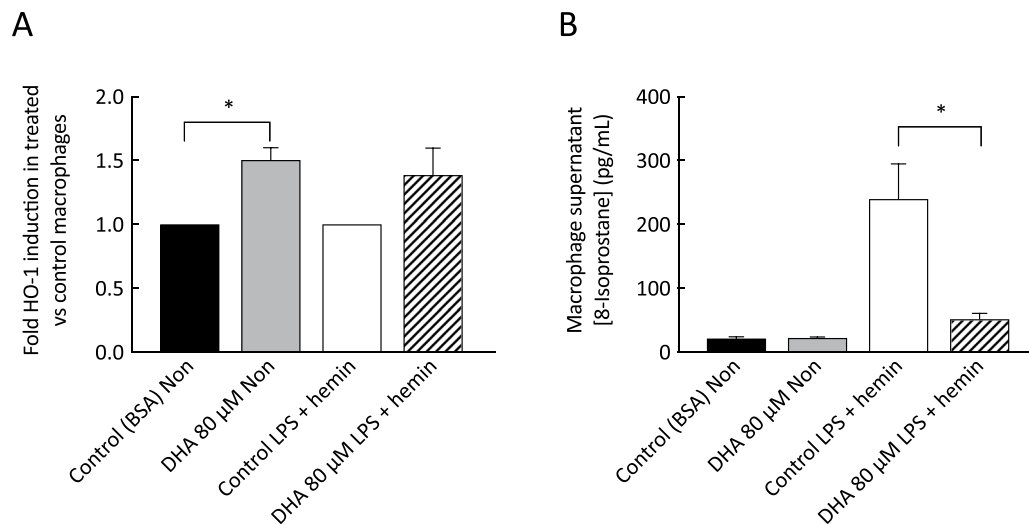 A
Fold HO-1 induction in treated
vs control macrophages
2.0
1.5
1.0
0.5
0.0
*
Control (BSA) Non
DHA 80 µM Non
Control LPS + hemin
DHA 80 µM LPS + hemin
B
Macrophage supernatant
[8-Isoprostane] (pg/mL)
400
300
200
100
0
*
Control (BSA) Non
DHA 80 µM Non
Control LPS + hemin
DHA 80 µM LPS + hemin